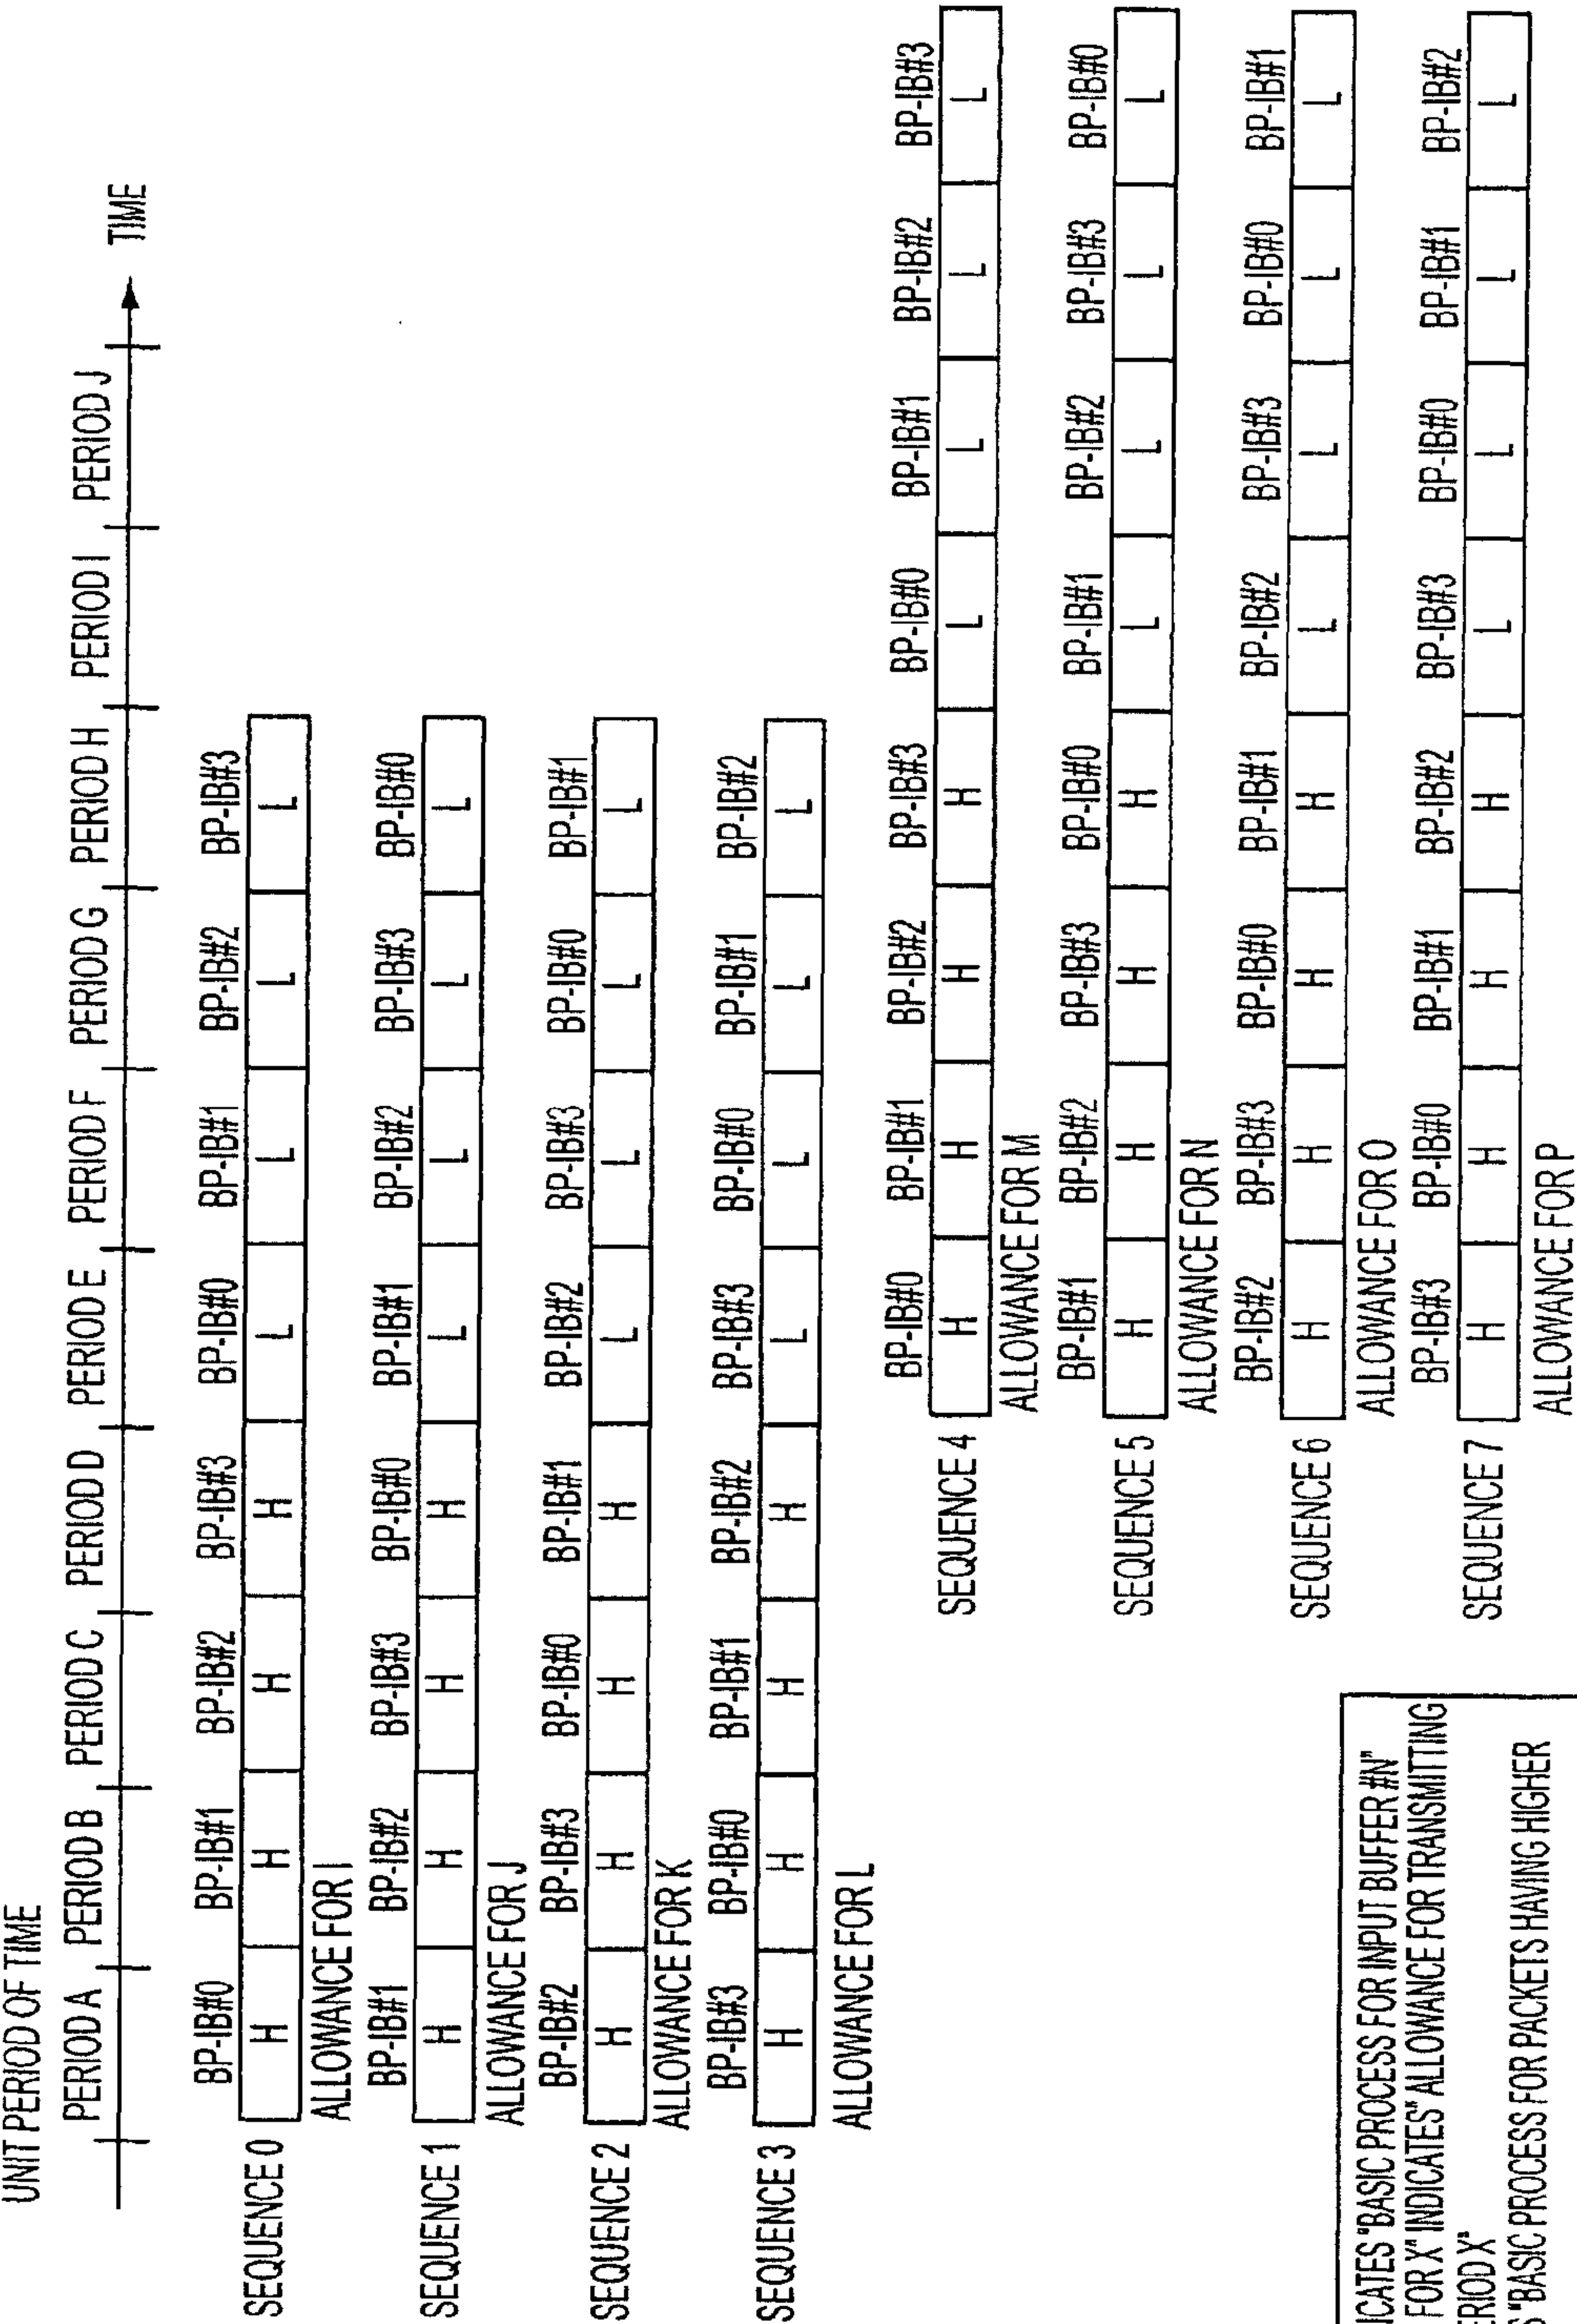 UNIT PERIOD OF TIME
PERIOD A PERIOD B PERIOD C PERIOD D PERIOD E PERIOD F PERIOD G PERIOD H PERIOD I PERIOD J
TIME
BP-IB#0 BP-IB#1 BP-IB#2 BP-IB#3 BP-IB#0 BP-IB#1 BP-IB#2 BP-IB#3
SEQUENCE 0 H H H H L L L L
ALLOWANCE FOR I
BP-IB#1 BP-IB#2 BP-IB#3 BP-IB#0 BP-IB#1 BP-IB#2 BP-IB#3 BP-IB#0
SEQUENCE 1 H H H H L L L L
ALLOWANCE FOR J
BP-IB#2 BP-IB#3 BP-IB#0 BP-IB#1 BP-IB#2 BP-IB#3 BP-IB#0 BP-IB#1
SEQUENCE 2 H H H H L L L L
ALLOWANCE FOR K
BP-IB#3 BP-IB#0 BP-IB#1 BP-IB#2 BP-IB#3 BP-IB#0 BP-IB#1 BP-IB#2
SEQUENCE 3 H H H H L L L L
ALLOWANCE FOR L
BP-IB#0 BP-IB#1 BP-IB#2 BP-IB#3 BP-IB#0 BP-IB#1 BP-IB#2 BP-IB#3
SEQUENCE 4 H H H H L L L L
ALLOWANCE FOR M
BP-IB#1 BP-IB#2 BP-IB#3 BP-IB#0 BP-IB#1 BP-IB#2 BP-IB#3 BP-IB#0
SEQUENCE 5 H H H H L L L L
ALLOWANCE FOR N
BP-IB#2 BP-IB#3 BP-IB#0 BP-IB#1 BP-IB#2 BP-IB#3 BP-IB#0 BP-IB#1
SEQUENCE 6 H H H H L L L L
ALLOWANCE FOR O
BP-IB#3 BP-IB#0 BP-IB#1 BP-IB#2 BP-IB#3 BP-IB#0 BP-IB#1 BP-IB#2
SEQUENCE 7 H H H H L L L L
ALLOWANCE FOR P
"BASIC PROCESS FOR INPUT BUFFER #N"
FOR X" INDICATES" ALLOWANCE FOR TRANSMITTING
X"
"BASIC PROCESS FOR PACKETS HAVING HIGHER